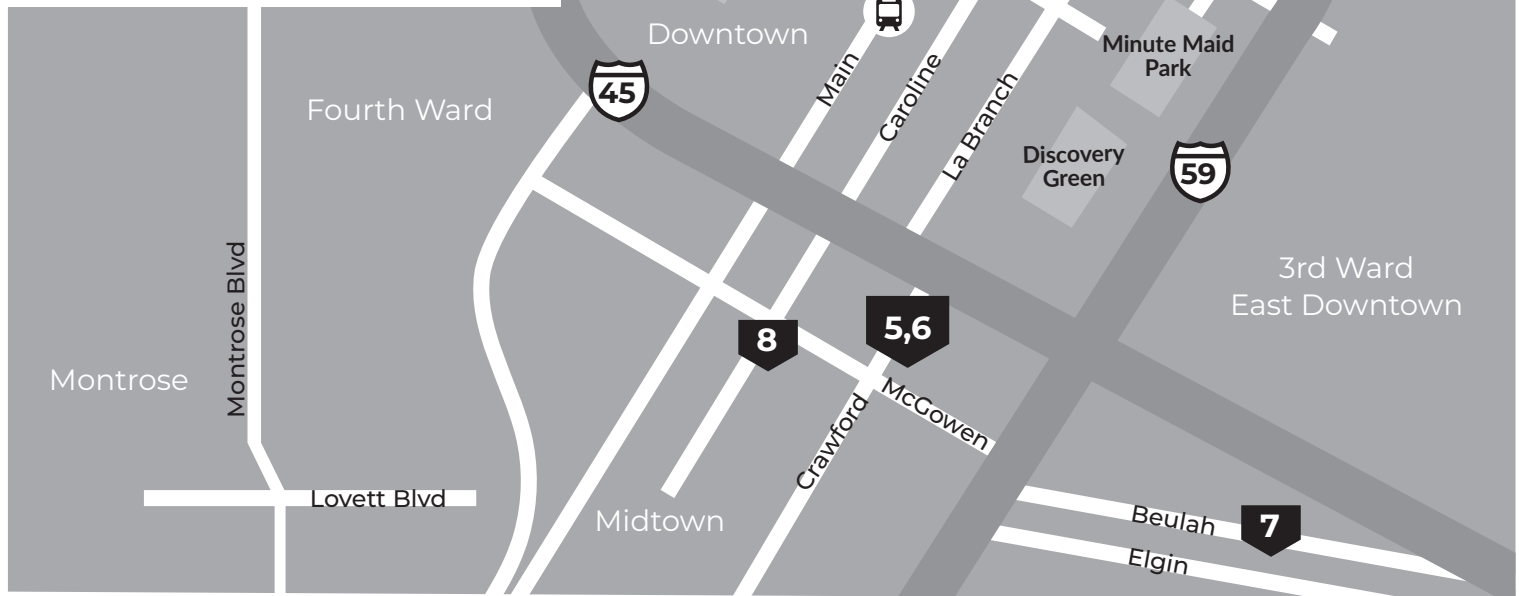 Downtown
Minute Maid
Park
Main
Caroline
45
Fourth Ward
La Branch
Discovery
Green
59
3rd Ward
East Downtown
Montrose Blvd
8
5,6
Montrose
McGowen
Crawford
Lovett Blvd
Midtown
Beulah
7
Elgin